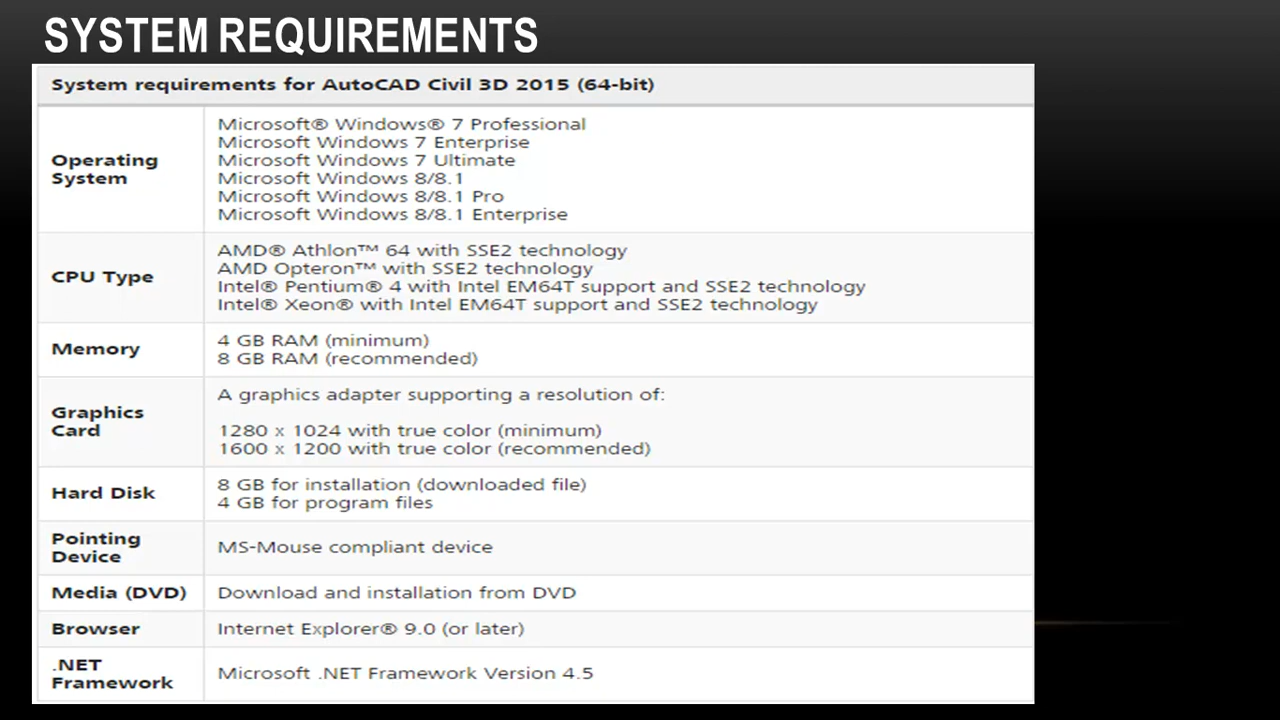 SYSTEM REQUIREMENTS
System requirements for AutoCAD Civil 3D 2015 (64-bit)
Operating
System
Microsoft® Windows® 7 Professional
Microsoft Windows 7 Enterprise
Microsoft Windows 7 Ultimate
Microsoft Windows 8/8.1
Microsoft Windows 8/8.1 Pro
Microsoft Windows 8/8.1 Enterprise
CPU Type
AMD® Athlon™ 64 with SSE2 technology
AMD Opteron™ with SSE2 technology
Intel® Pentium® 4 with Intel EM64T support and SSE2 technology
Intel® Xeon® with Intel EM64T support and SSE2 technology
Memory
4 GB RAM (minimum)
8 GB RAM (recommended)
Graphics
Card
A graphics adapter supporting a resolution of:
1280 x 1024 with true color (minimum)
1600 x 1200 with true color (recommended)
Hard Disk
8 GB for installation (downloaded file)
4 GB for program files
Pointing
Device
MS-Mouse compliant device
Media (DVD)
Download and installation from DVD
Browser
Internet Explorer® 9.0 (or later)
.NET
Framework
Microsoft .NET Framework Version 4.5